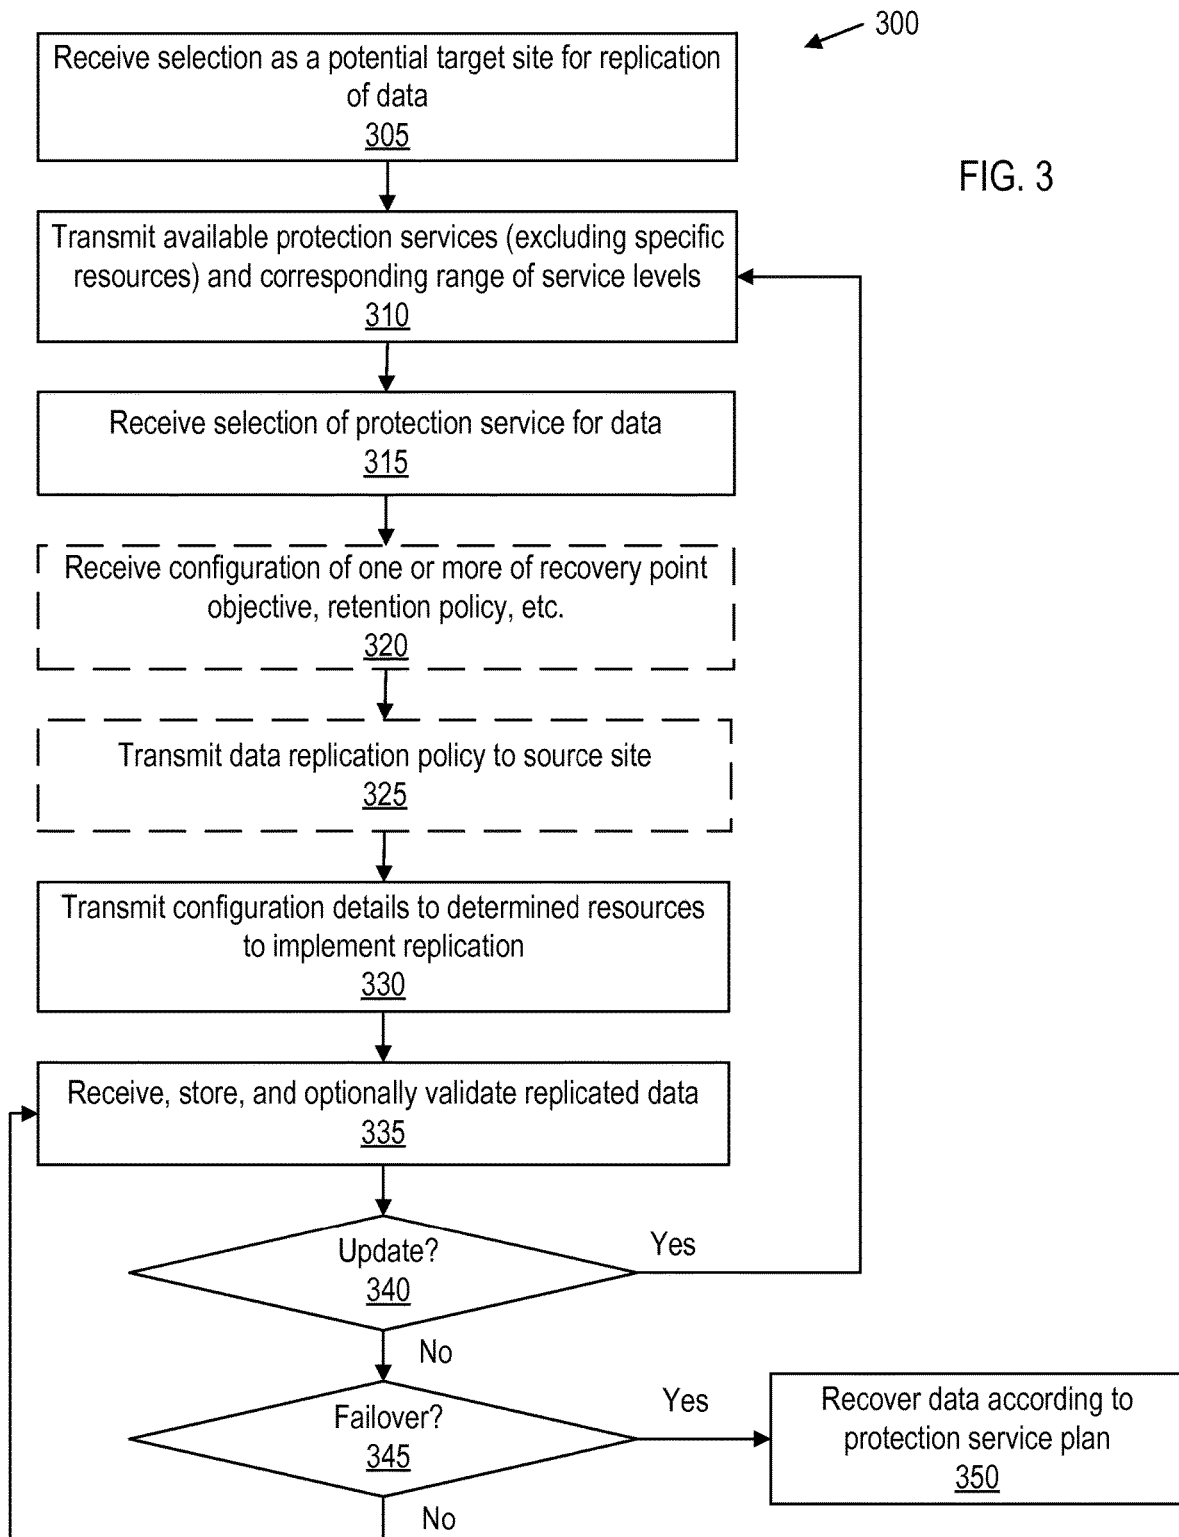 300
Receive selection as a potential target site for replication
of data
305
FIG. 3
Transmit available protection services (excluding specific
resources) and corresponding range of service levels
310
Receive selection of protection service for data
315
Receive configuration of one or more of recovery point
objective, retention policy, etc.
320
Transmit data replication policy to source site
325
Transmit configuration details to determined resources
to implement replication
330
Receive, store, and optionally validate replicated data
335
Update?
340
Yes
No
Failover?
345
Yes
Recover data according to
protection service plan
350
No